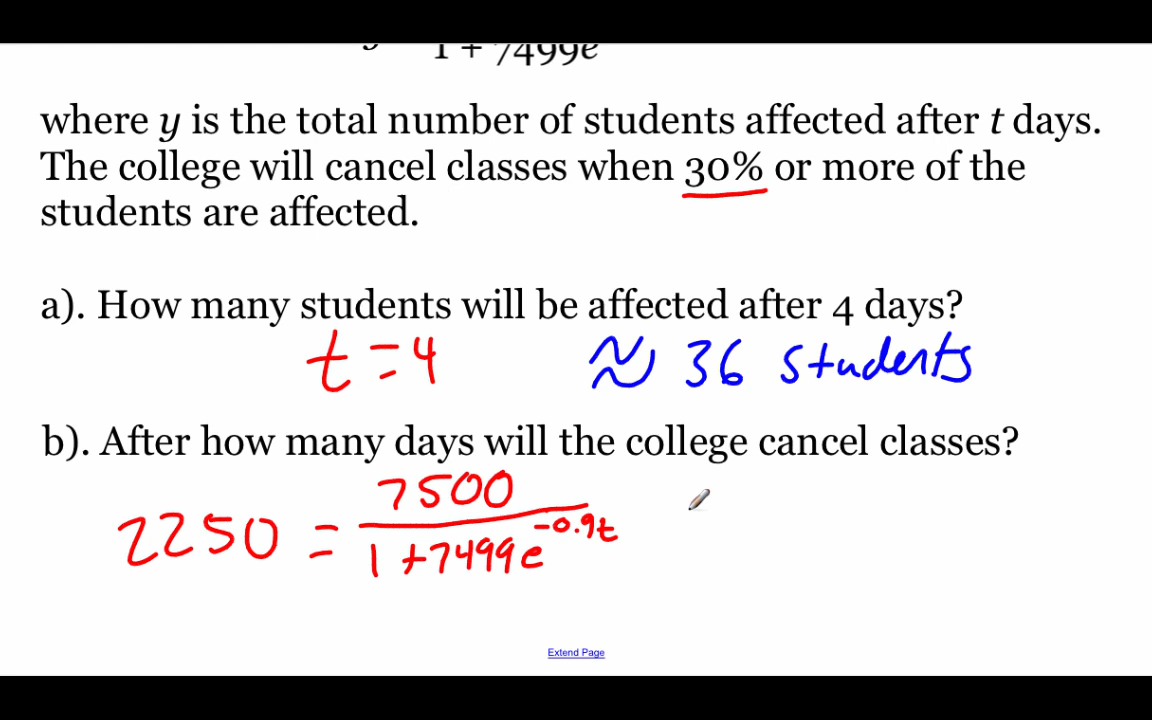 1 + 7499e
where y is the total number of students affected after t days.
The college will cancel classes when 30% or more of the
students are affected.
a). How many students will be affected after 4 days?
t = 4 ≈ 36 students
b). After how many days will the college cancel classes?
7500
2250 = 
1 + 7499e^-0.9t
Extend Page